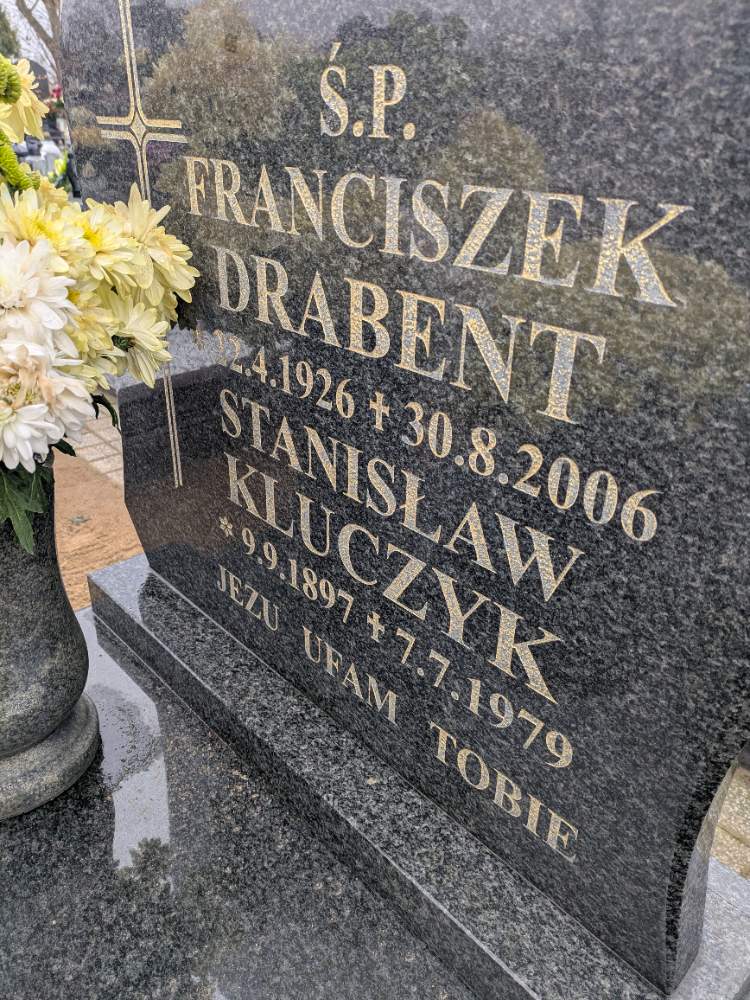 Ś.P.
FRANCISZEK
DRABENT
* 22.4.1926 ✝ 30.8.2006
STANISŁAW
KLUCZYK
* 9.9.1897 ✝ 7.7.1979
JEZU UFAM TOBIE